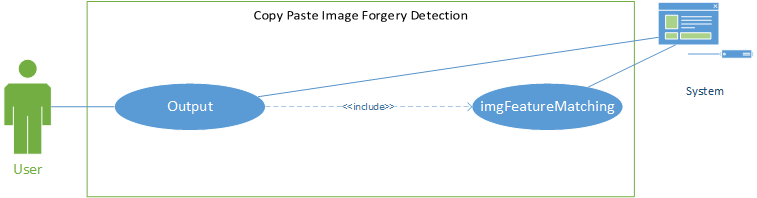 Copy Paste Image Forgery Detection
Output
<<include>>
imgFeatureMatching
System
User